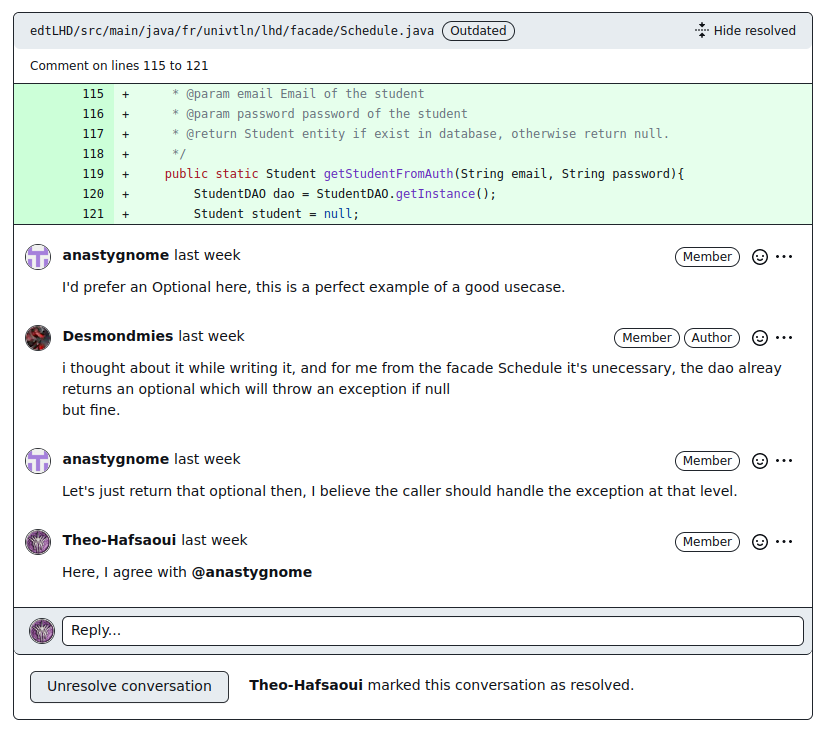 edtLHD/src/main/java/fr/univtln/lhd/facade/Schedule.java Outdated Hide resolved
Comment on lines 115 to 121
115 + * @param email Email of the student
116 + * @param password password of the student
117 + * @return Student entity if exist in database, otherwise return null.
118 + */
119 + public static Student getStudentFromAuth(String email, String password){
120 + StudentDAO dao = StudentDAO.getInstance();
121 + Student student = null;
anastygnome last week Member
I'd prefer an Optional here, this is a perfect example of a good usecase.
Desmondmies last week Member Author
i thought about it while writing it, and for me from the facade Schedule it's unecessary, the dao alreay
returns an optional which will throw an exception if null
but fine.
anastygnome last week Member
Let's just return that optional then, I believe the caller should handle the exception at that level.
Theo-Hafsaoui last week Member
Here, I agree with @anastygnome
Reply...
Unresolve conversation Theo-Hafsaoui marked this conversation as resolved.